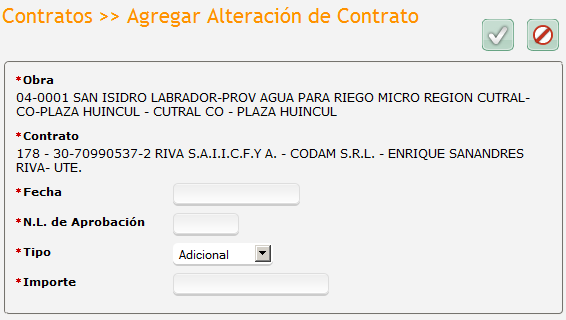 Contratos >> Agregar Alteración de Contrato
*Obra
04-0001 SAN ISIDRO LABRADOR-PROV AGUA PARA RIEGO MICRO REGION CUTRAL-
CO-PLAZA HUINCUL - CUTRAL CO - PLAZA HUINCUL
*Contrato
178 - 30-70990537-2 RIVA S.A.I.I.C.F.Y A. - CODAM S.R.L. - ENRIQUE SANANDRES
RIVA- UTE.
*Fecha
*N.L. de Aprobación
*Tipo Adicional
*Importe